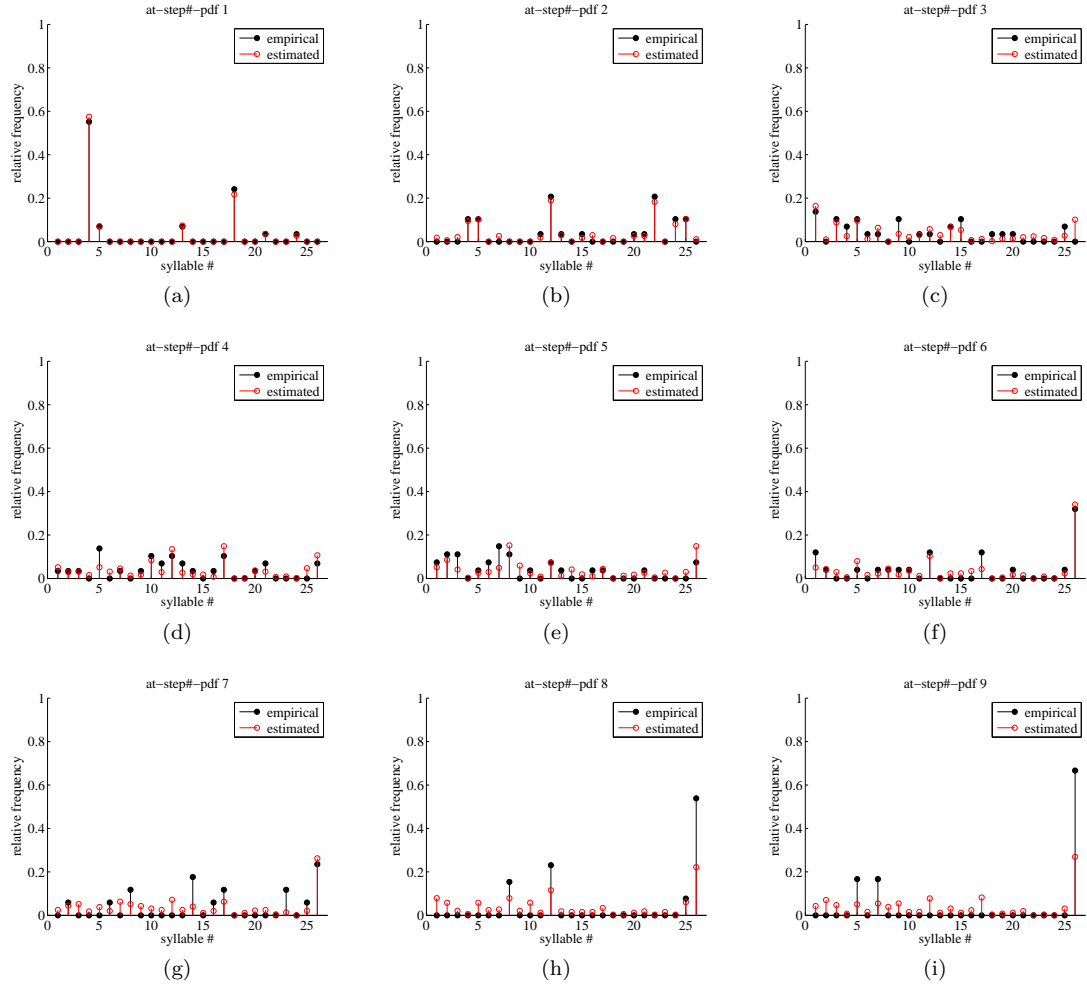 at-step#-pdf 1
1
0.8
0.6
0.4
0.2
0
relative frequency
empirical
estimated
0 5 10 15 20 25
syllable #
(a)
at-step#-pdf 2
1
0.8
0.6
0.4
0.2
0
relative frequency
empirical
estimated
0 5 10 15 20 25
syllable #
(b)
at-step#-pdf 3
1
0.8
0.6
0.4
0.2
0
relative frequency
empirical
estimated
0 5 10 15 20 25
syllable #
(c)
at-step#-pdf 4
1
0.8
0.6
0.4
0.2
0
relative frequency
empirical
estimated
0 5 10 15 20 25
syllable #
(d)
at-step#-pdf 5
1
0.8
0.6
0.4
0.2
0
relative frequency
empirical
estimated
0 5 10 15 20 25
syllable #
(e)
at-step#-pdf 6
1
0.8
0.6
0.4
0.2
0
relative frequency
empirical
estimated
0 5 10 15 20 25
syllable #
(f)
at-step#-pdf 7
1
0.8
0.6
0.4
0.2
0
relative frequency
empirical
estimated
0 5 10 15 20 25
syllable #
(g)
at-step#-pdf 8
1
0.8
0.6
0.4
0.2
0
relative frequency
empirical
estimated
0 5 10 15 20 25
syllable #
(h)
at-step#-pdf 9
1
0.8
0.6
0.4
0.2
0
relative frequency
empirical
estimated
0 5 10 15 20 25
syllable #
(i)